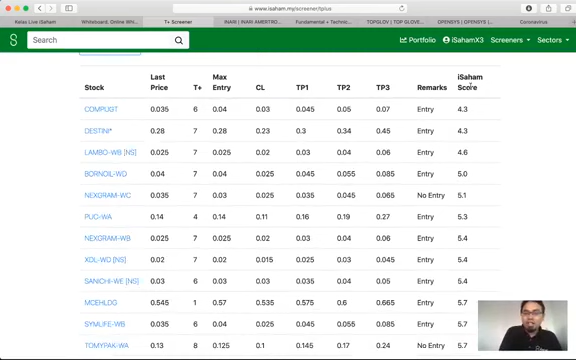 www.isaham.my/screener/tplus
Kelas Live iSaham
Whiteboard. Online Whi...
T+ Screener
INARI | INARI AMERTRO...
Fundamental + Technic...
TOPGLOV | TOP GLOVE...
OPENSYS | OPENSYS (...
Coronavirus
S Search Portfolio iSahamX3 Screeners Sectors
Stock Last Price T+ Max Entry CL TP1 TP2 TP3 Remarks iSaham Score
COMPUGT 0.035 6 0.04 0.03 0.045 0.05 0.07 Entry 4.3
DESTINI* 0.28 7 0.28 0.23 0.3 0.34 0.45 Entry 4.3
LAMBO-WB [NS] 0.025 7 0.025 0.02 0.03 0.04 0.06 Entry 4.6
BORNOIL-WD 0.04 7 0.04 0.025 0.045 0.055 0.085 Entry 5.0
NEXGRAM-WC 0.035 7 0.03 0.025 0.035 0.045 0.065 No Entry 5.1
PUC-WA 0.14 4 0.14 0.11 0.16 0.19 0.27 Entry 5.3
NEXGRAM-WB 0.025 7 0.025 0.02 0.03 0.04 0.06 Entry 5.4
XOL-WD [NS] 0.02 7 0.02 0.015 0.025 0.03 0.045 Entry 5.4
SANICHI-WE [NS] 0.03 6 0.03 0.03 0.035 0.04 0.05 Entry 5.4
MCEHLDG 0.545 1 0.57 0.535 0.575 0.6 0.665 Entry 5.7
SYMLIFE-WB 0.035 6 0.04 0.025 0.045 0.055 0.085 Entry 5.7
TOMYPAK-WA 0.13 8 0.125 0.1 0.145 0.17 0.24 No Entry 5.7